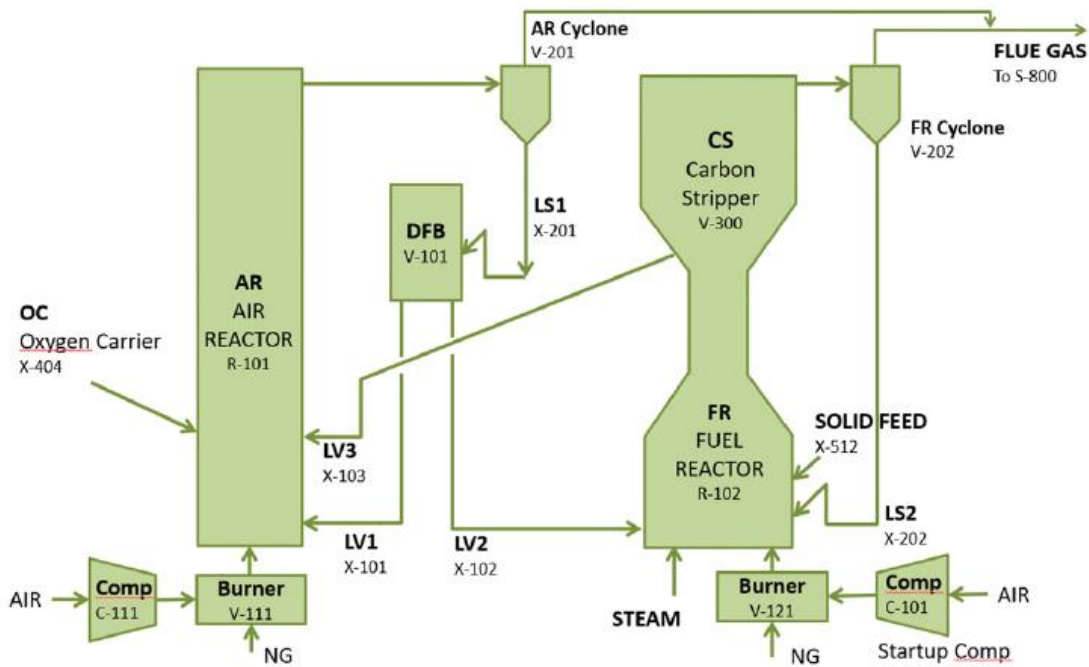 AR Cyclone
V-201
FLUE GAS
To S-800
FR Cyclone
V-202
CS
Carbon
Stripper
V-300
LS1
X-201
DFB
V-101
AR
AIR
REACTOR
R-101
OC
Oxygen Carrier
X-404
FR
FUEL
REACTOR
R-102
SOLID FEED
X-512
LV3
X-103
LS2
X-202
LV1
X-101
LV2
X-102
AIR
Comp
C-111
Burner
V-111
NG
STEAM
Burner
V-121
NG
Comp
C-101
AIR
Startup Comp